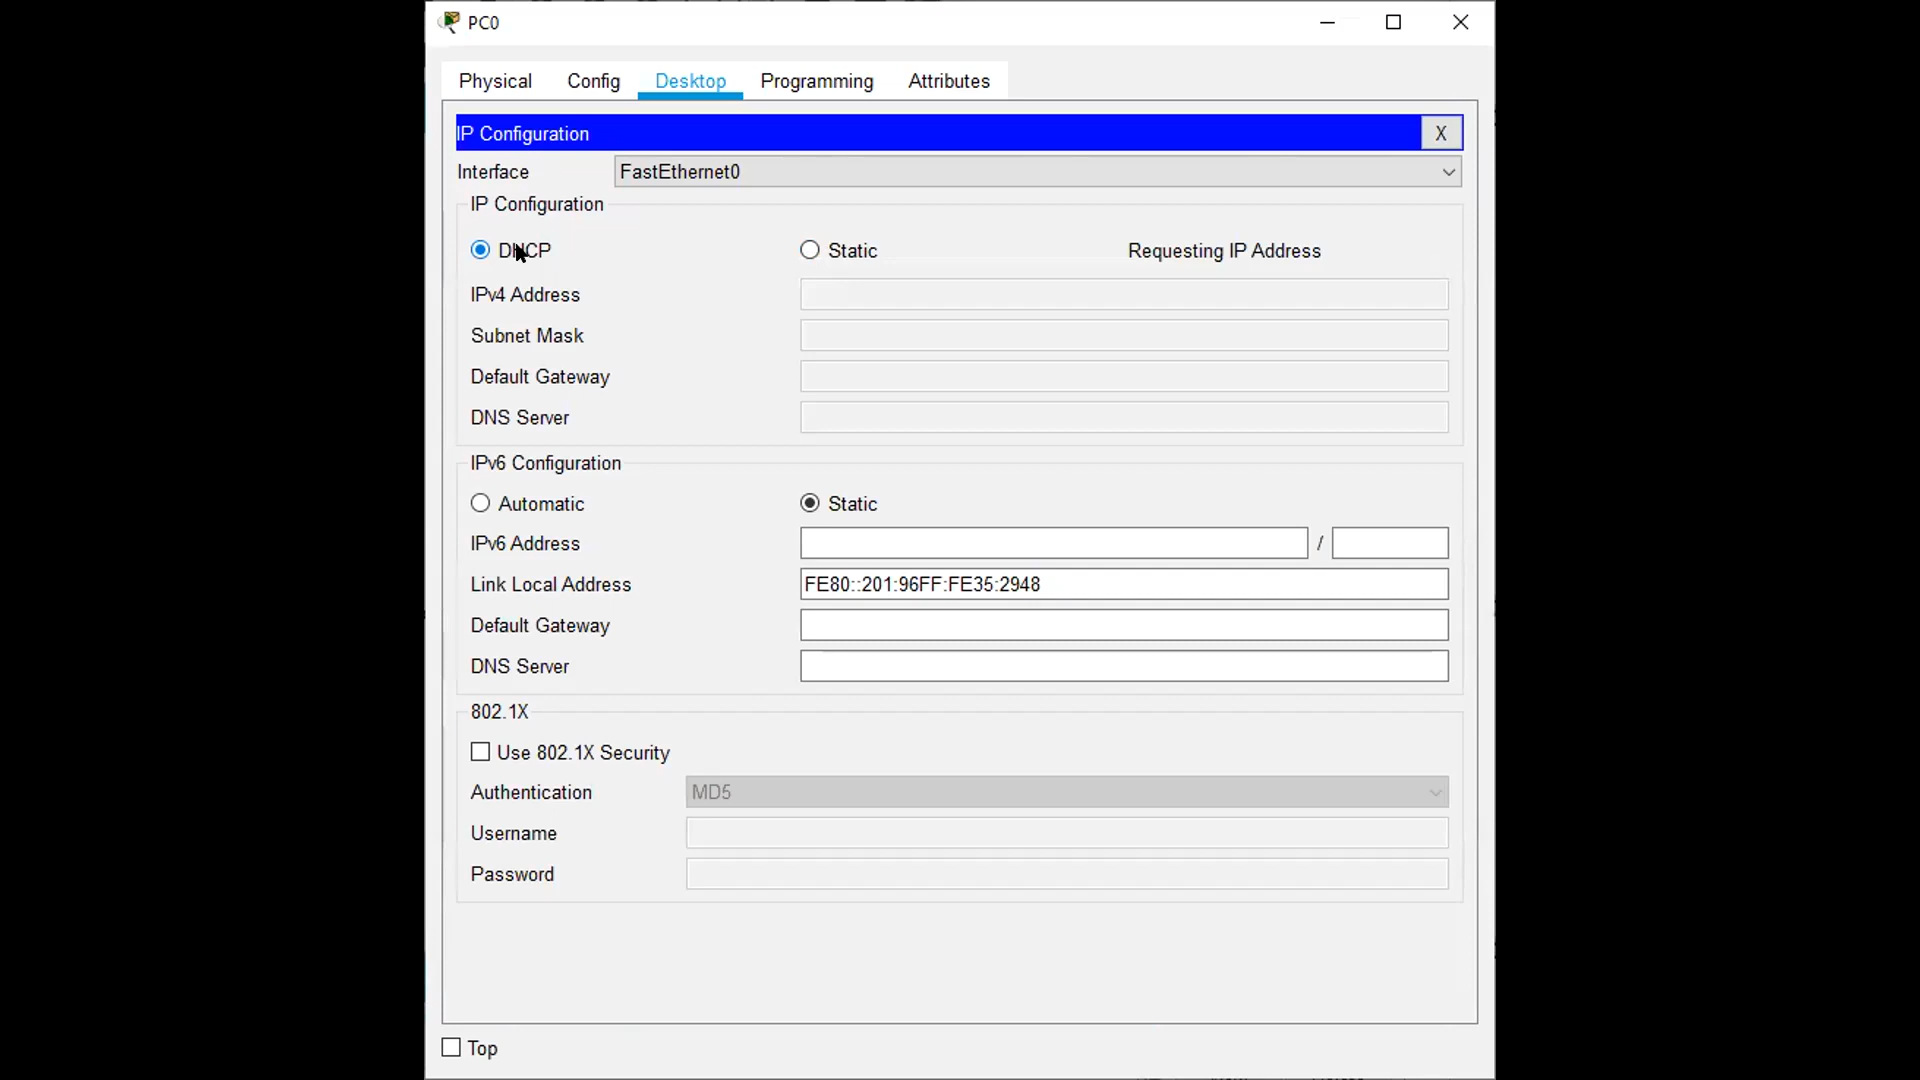 PC0
Physical Config Desktop Programming Attributes
IP Configuration X
Interface FastEthernet0
IP Configuration
DHCP Static Requesting IP Address
IPv4 Address
Subnet Mask
Default Gateway
DNS Server
IPv6 Configuration
Automatic Static
IPv6 Address /
Link Local Address FE80::201:96FF:FE35:2948
Default Gateway
DNS Server
802.1X
Use 802.1X Security
Authentication MD5
Username
Password
Top